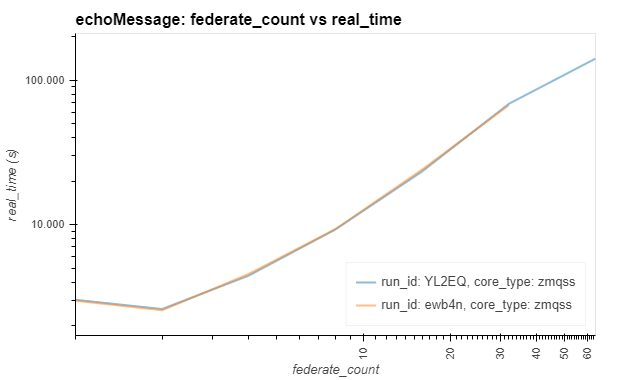 echoMessage: federate_count vs real_time
real_time (s)
100.000
10.000
run_id: YL2EQ, core_type: zmqss
run_id: ewb4n, core_type: zmqss
10
20
30
40
50
60
federate_count